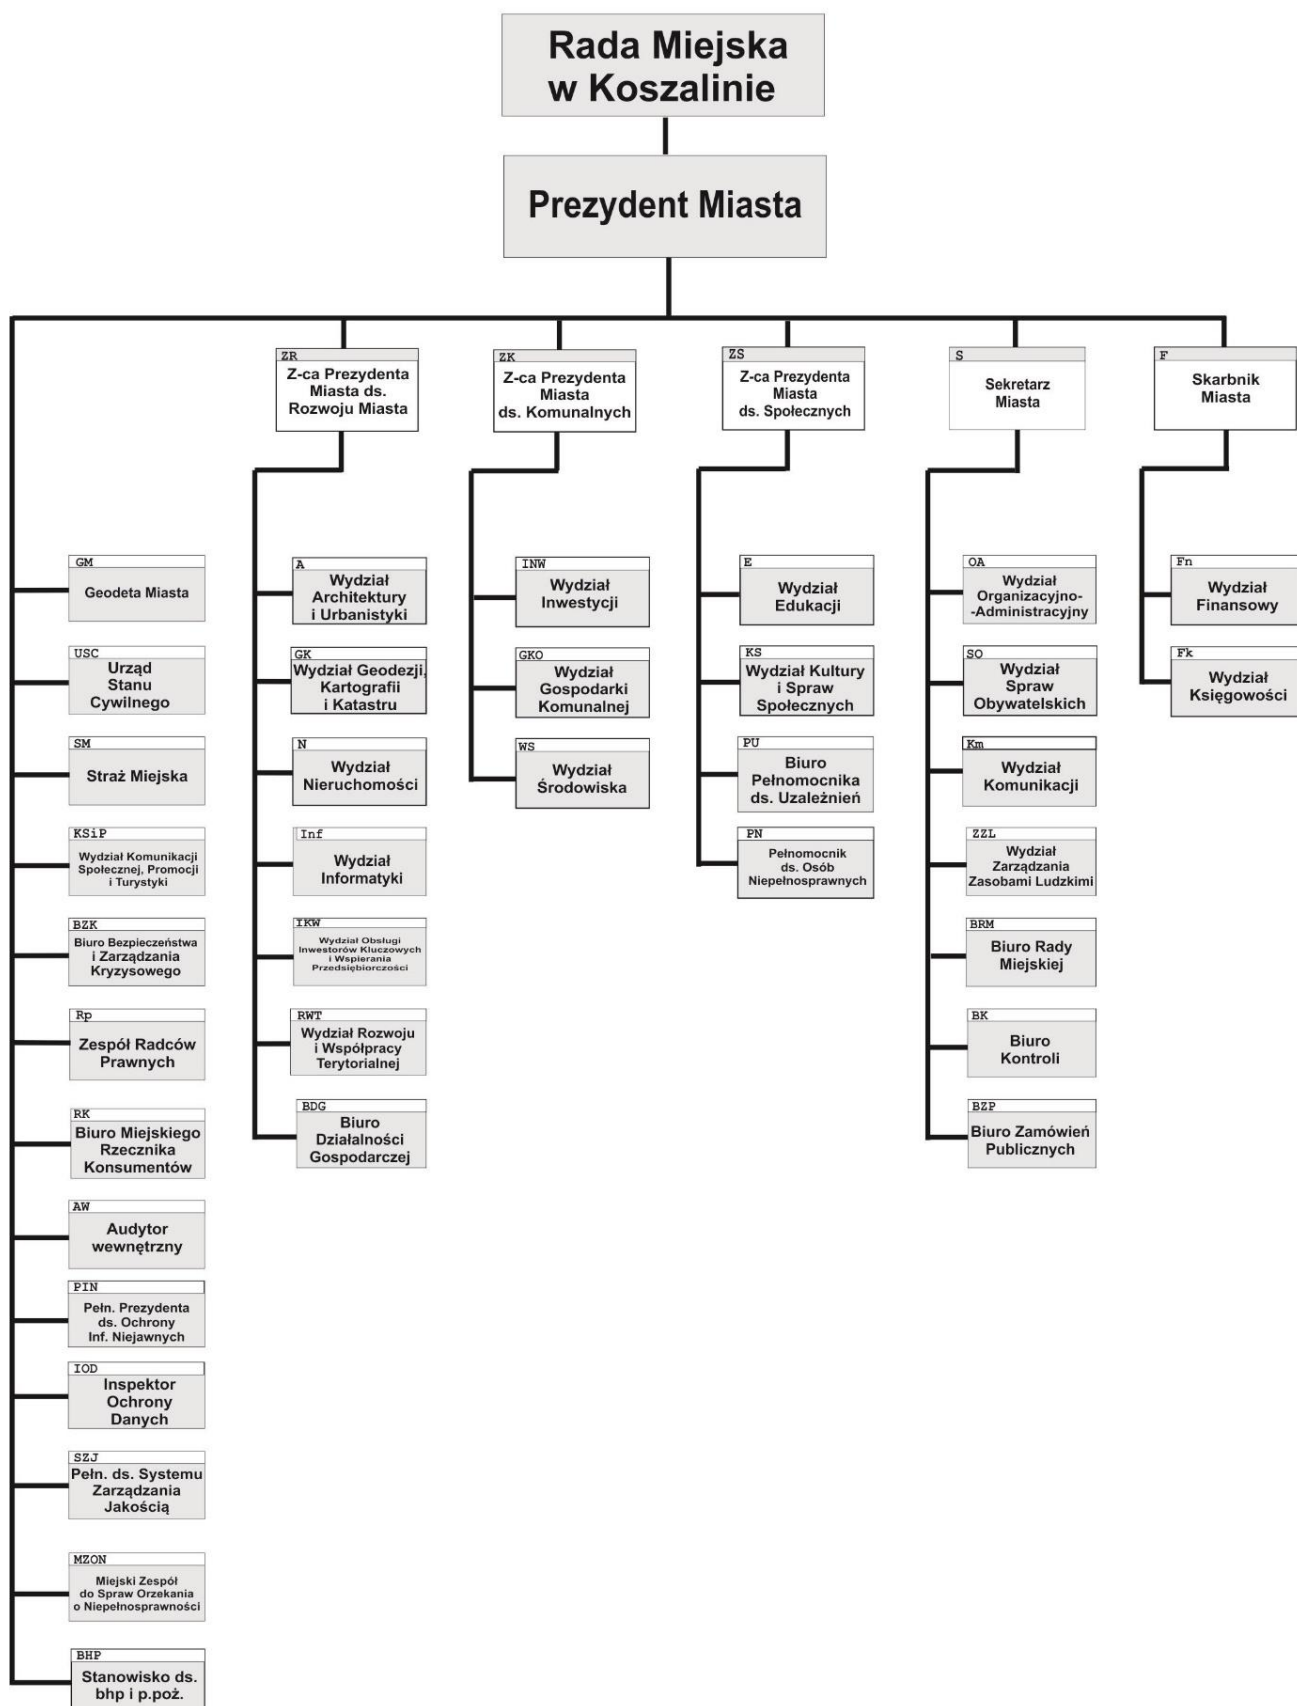 Rada Miejska
w Koszalinie
Prezydent Miasta
ZR
Z-ca Prezydenta
Miasta ds.
Rozwoju Miasta
ZK
Z-ca Prezydenta
Miasta
ds. Komunalnych
ZS
Z-ca Prezydenta
Miasta
ds. Społecznych
S
Sekretarz
Miasta
F
Skarbnik
Miasta
GM
Geodeta Miasta
USC
Urząd
Stanu
Cywilnego
SM
Straż Miejska
KSiP
Wydział Komunikacji
Społecznej, Promocji
i Turystyki
BZK
Biuro Bezpieczeństwa
i Zarządzania
Kryzysowego
Rp
Zespół Radców
Prawnych
RK
Biuro Miejskiego
Rzecznika
Konsumentów
AW
Audytor
wewnętrzny
PIN
Pełn. Prezydenta
ds. Ochrony
Inf. Niejawnych
IOD
Inspektor
Ochrony
Danych
SZJ
Pełn. ds. Systemu
Zarządzania
Jakością
MZON
Miejski Zespół
do Spraw Orzekania
o Niepełnosprawności
BHP
Stanowisko ds.
bhp i p.poż.
A
Wydział
Architektury
i Urbanistyki
GK
Wydział Geodezji,
Kartografii
i Katastru
N
Wydział
Nieruchomości
Inf
Wydział
Informatyki
IKW
Wydział Obsługi
Inwestorów Kluczowych
i Wspierania
Przedsiębiorczości
RWT
Wydział Rozwoju
i Współpracy
Terytorialnej
BDG
Biuro
Działalności
Gospodarczej
INW
Wydział
Inwestycji
GKO
Wydział
Gospodarki
Komunalnej
WS
Wydział
Środowiska
E
Wydział
Edukacji
KS
Wydział Kultury
i Spraw
Społecznych
PU
Biuro
Pełnomocnika
ds. Uzależnień
PN
Pełnomocnik
ds. Osób
Niepełnosprawnych
OA
Wydział
Organizacyjno-
-Administracyjny
SO
Wydział
Spraw
Obywatelskich
Km
Wydział
Komunikacji
ZZL
Wydział
Zarządzania
Zasobami Ludzkimi
BRM
Biuro Rady
Miejskiej
BK
Biuro
Kontroli
BZP
Biuro Zamówień
Publicznych
Fn
Wydział
Finansowy
Fk
Wydział
Księgowości